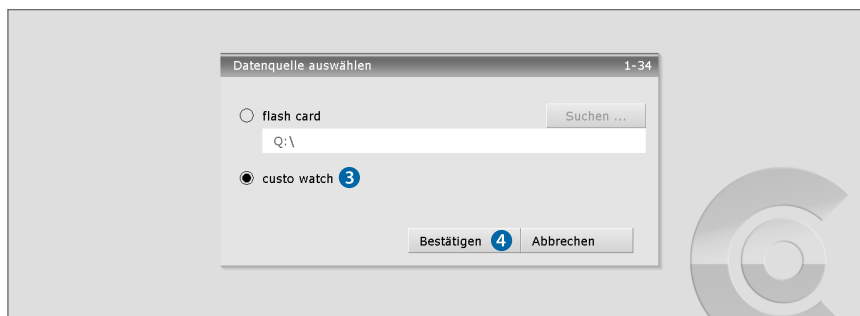 Datenquelle auswählen 1-34
flash card Suchen ...
Q:\
custo watch 3
Bestätigen 4 Abbrechen